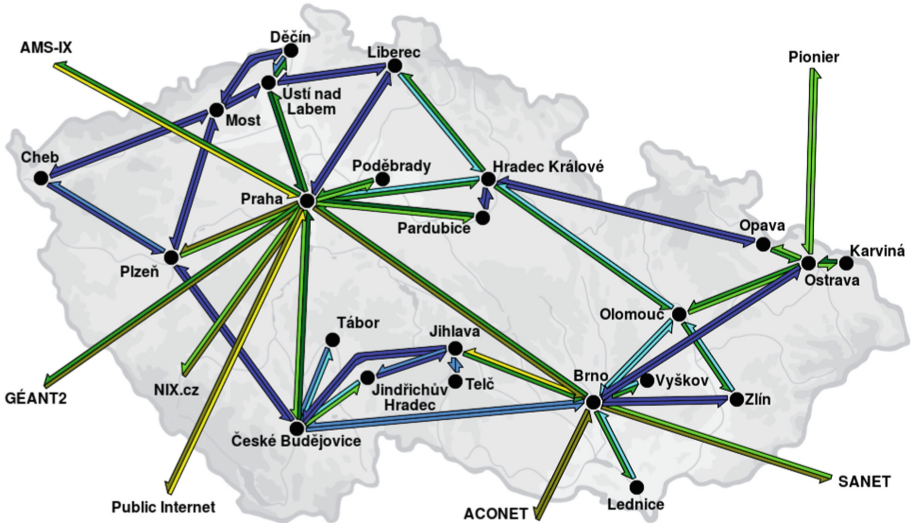 Děčín
AMS-IX
Liberec
Pionier
Ústí nad
Labem
Most
Cheb
Poděbrady
Hradec Králové
Praha
Pardubice
Opava
Karviná
Plzeň
Ostrava
Olomouc
Tábor
Jihlava
Brno
Vyškov
NIX.cz
Jindřichův
Hradec
Telč
GÉANT2
Zlín
České Budějovice
SANET
Lednice
Public Internet
ACONET